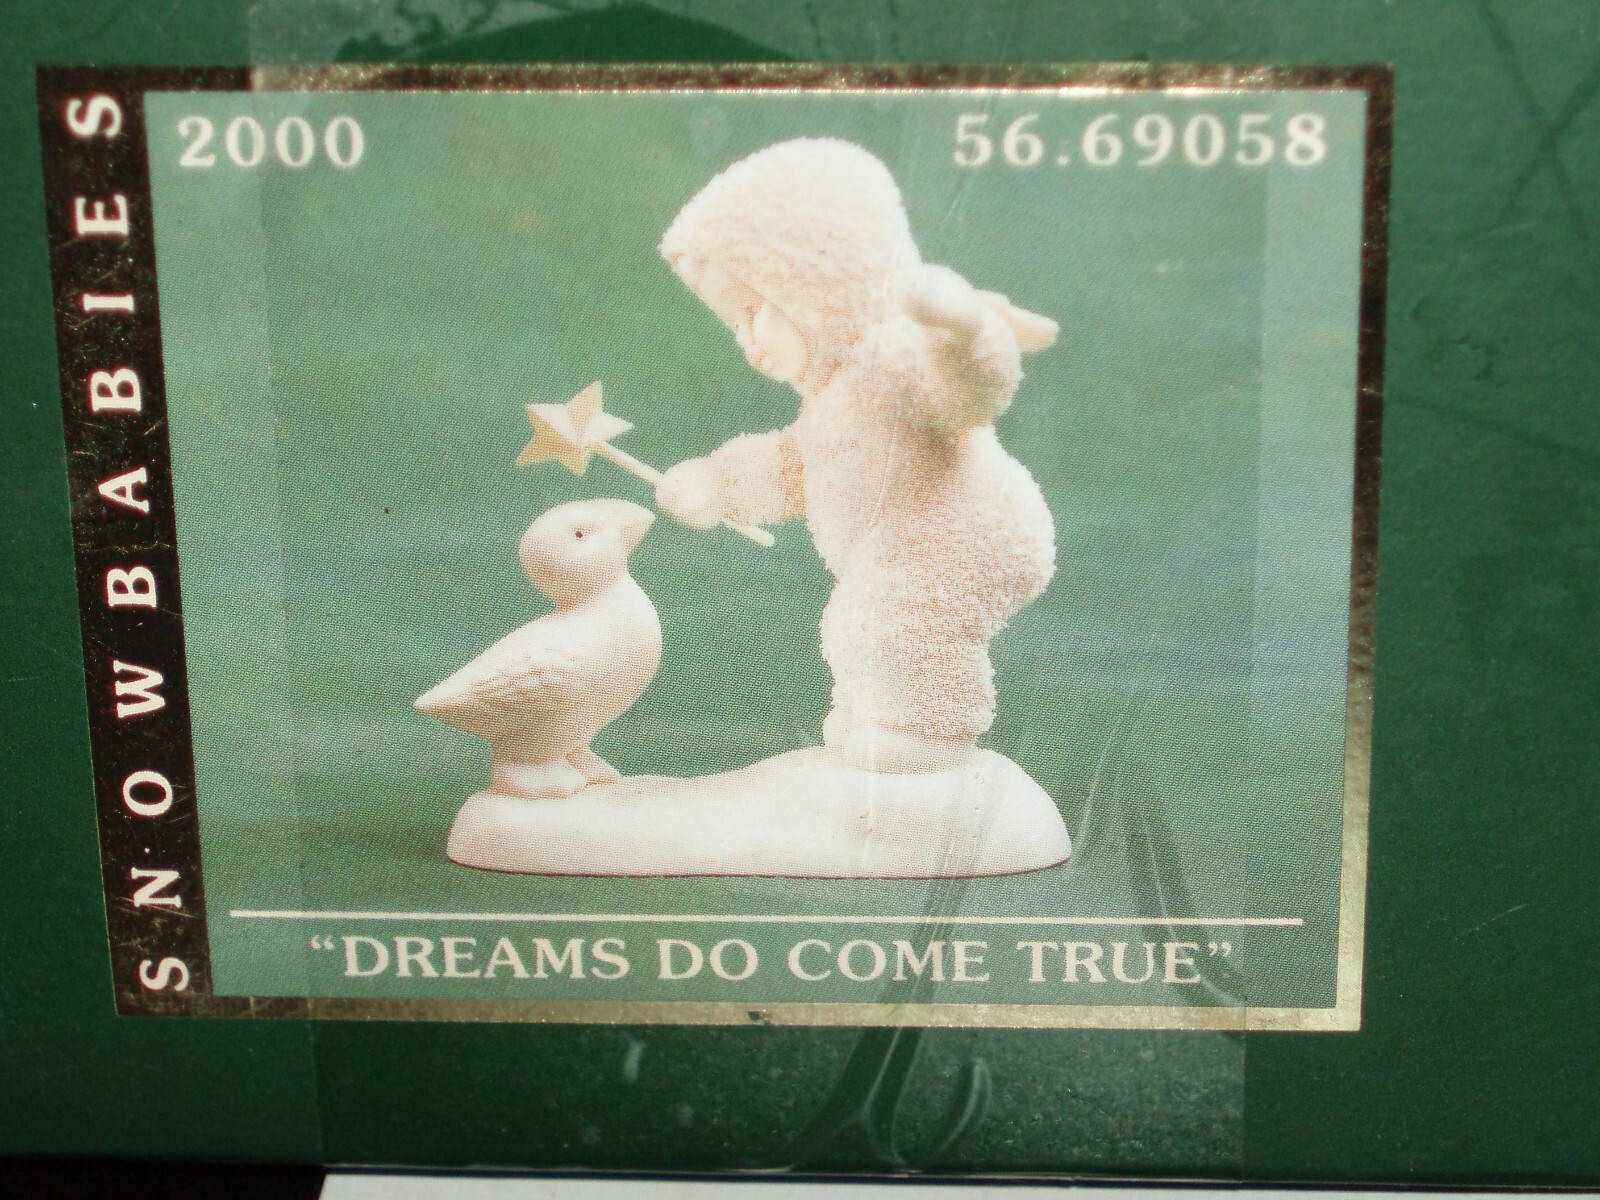 SNOWBABIES
2000
56.69058
“DREAMS DO COME TRUE”